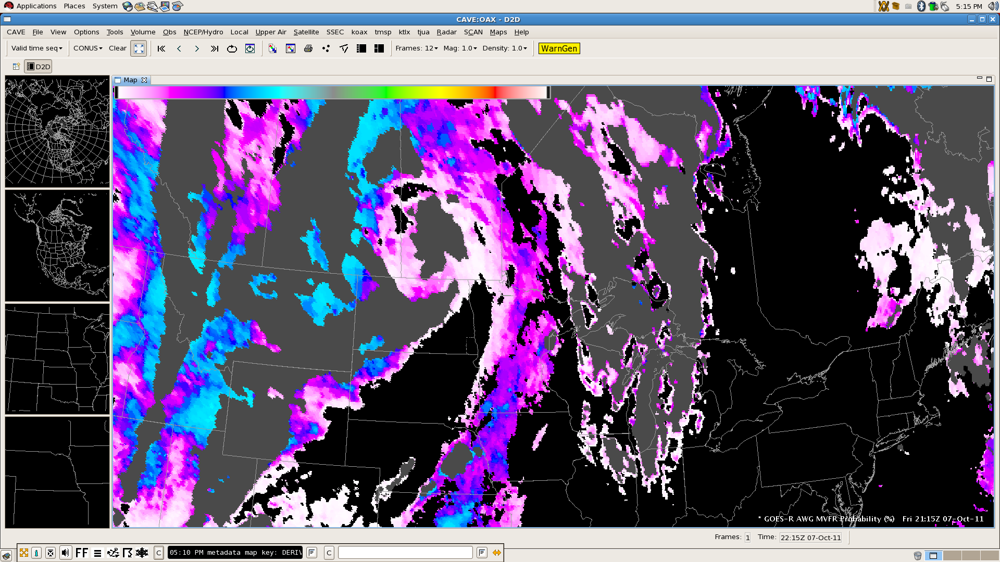 Applications Places System 5:15 PM
CAVE:OAX - D2D
CAVE File View Options Tools Volume Obs NCEP/Hydro Local Upper Air Satellite SSEC koax tmsp ktlx tjua Radar SCAN Maps Help
Valid time seq CONUS Clear Frames: 12 Mag: 1.0 Density: 1.0 WarnGen
D2D
Map
* GOES-R AWG MVFR Probability (%) Fri 21:15Z 07-Oct-11
Frames: 1 Time: 22:15Z 07-Oct-11
FF C 05:10 PM metadata map key: DERIV C